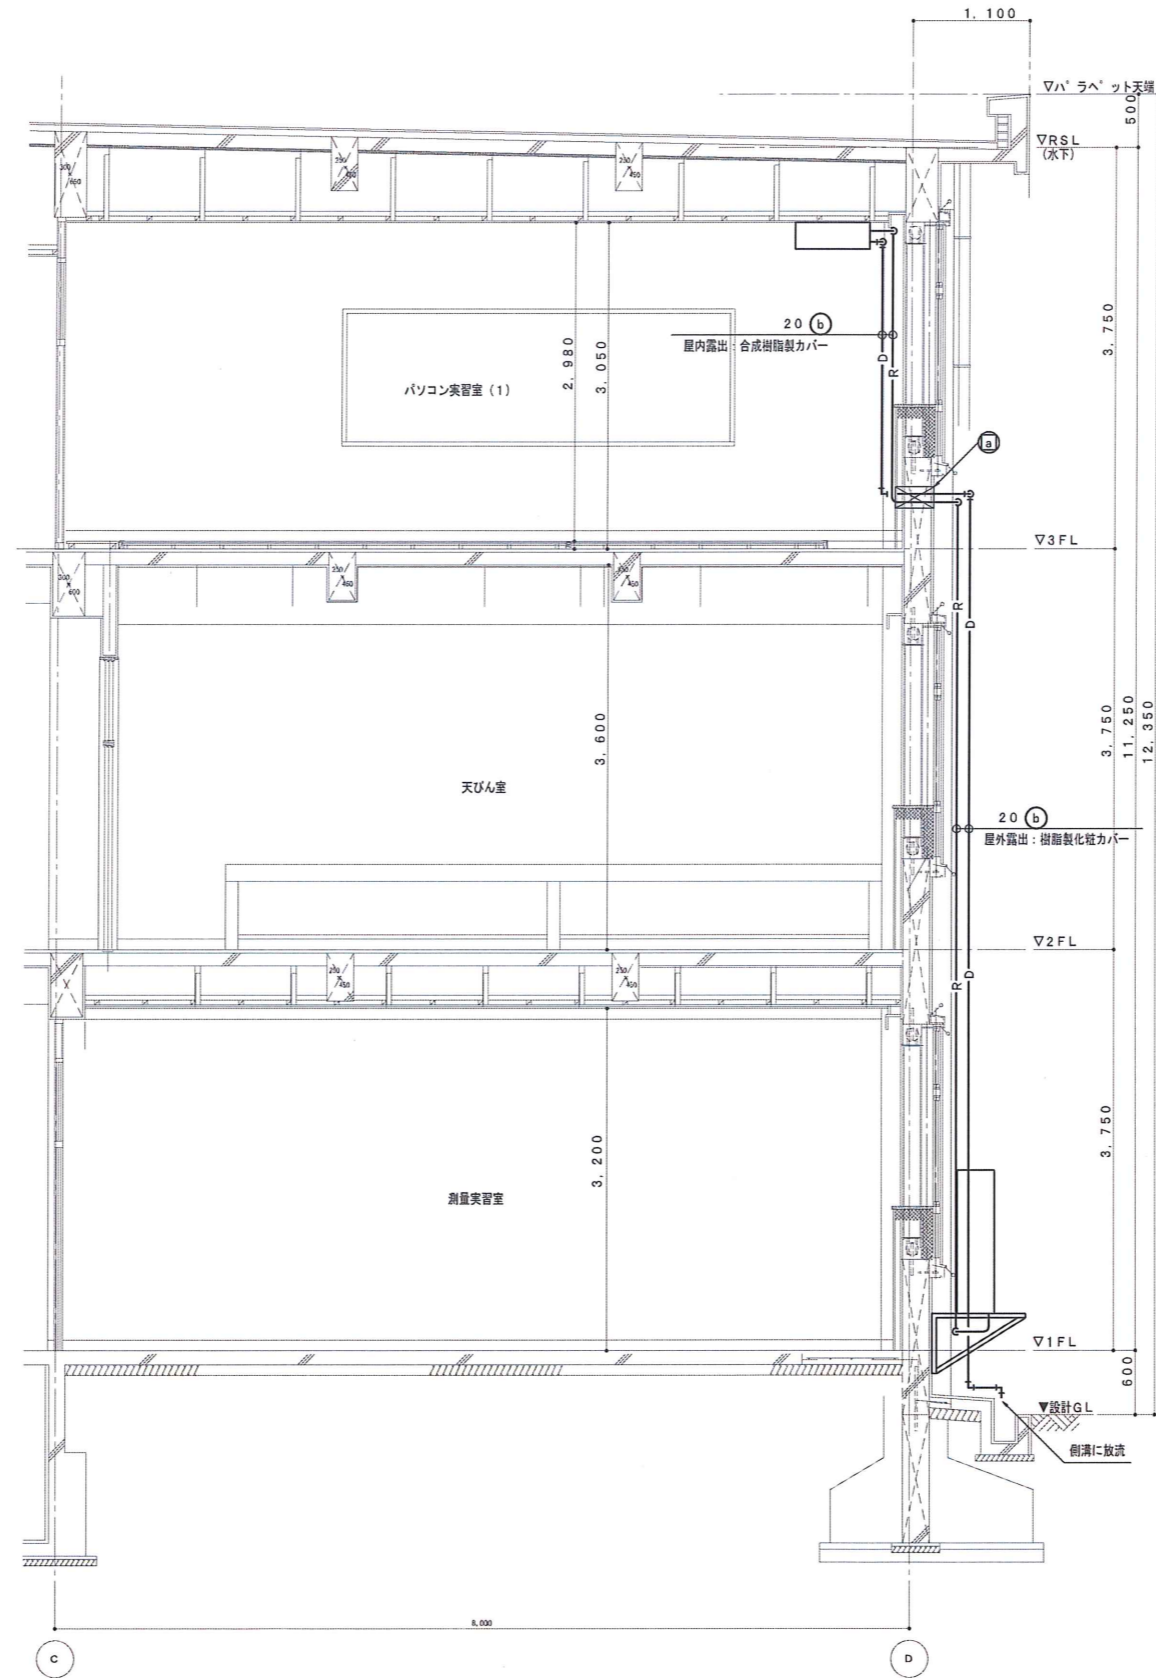 1,100
▽パラペット天端
500
▽RSL
(水下)
200
×
650
250
×
450
250
×
450
3,750
20 ⓑ
屋内露出:合成樹脂製カバー
D
R
2,980
3,050
パソコン実習室(1)
a
▽3FL
600
250
×
450
450
R
D
3,600
天びん室
3,750
11,250
12,350
20 ⓑ
屋外露出:樹脂製化粧カバー
▽2FL
250
×
450
250
×
450
R
D
3,200
測量実習室
3,750
▽1FL
600
▼設計GL
側溝に放流
8,000
C
D